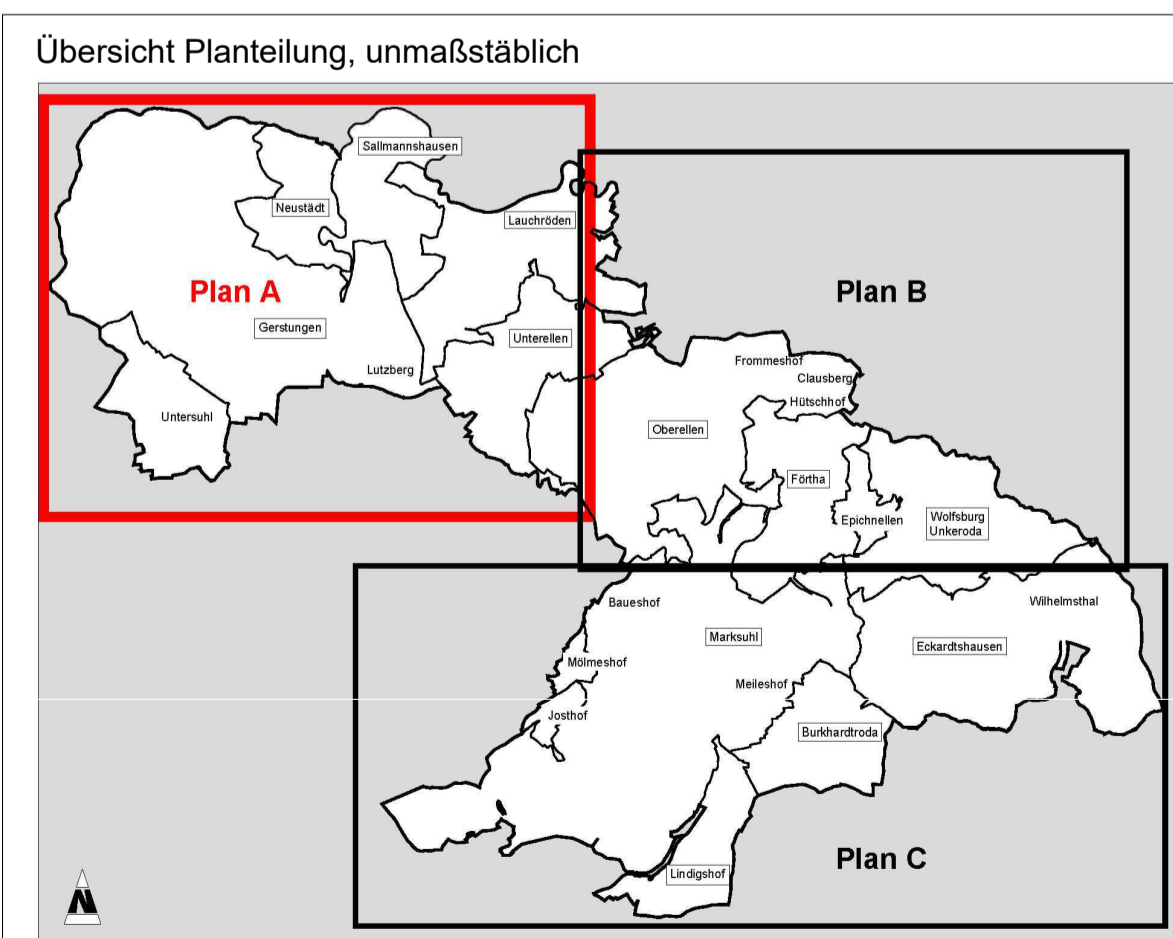 Übersicht Planteilung, unmaßstäblich
Sallmannshausen
Neustädt
Lauchröden
Plan A
Plan B
Gerstungen
Unterellen
Lutzberg
Frommeshof
Clausberg
Hütschhof
Untersuhl
Oberellen
Förtha
Epichnellen
Wolfsburg
Unkeroda
Baueshof
Wilhelmsthal
Marksuhl
Eckardtshausen
Mölmeshof
Meileshof
Josthof
Burkhardtroda
Plan C
Lindigshof
N